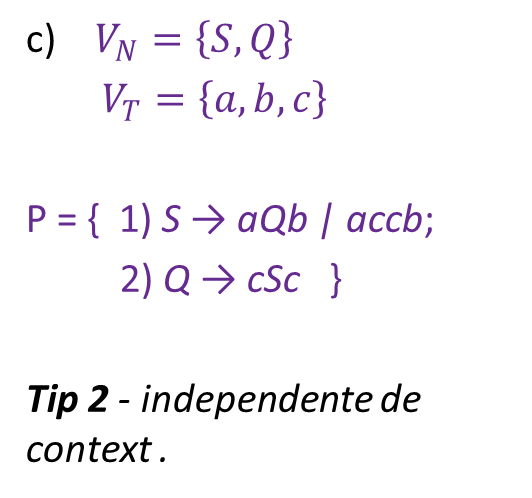 c) V_N = {S, Q}
V_T = {a, b, c}
P = { 1) S → aQb / accb;
2) Q → cSc }
Tip 2 - independente de
context .